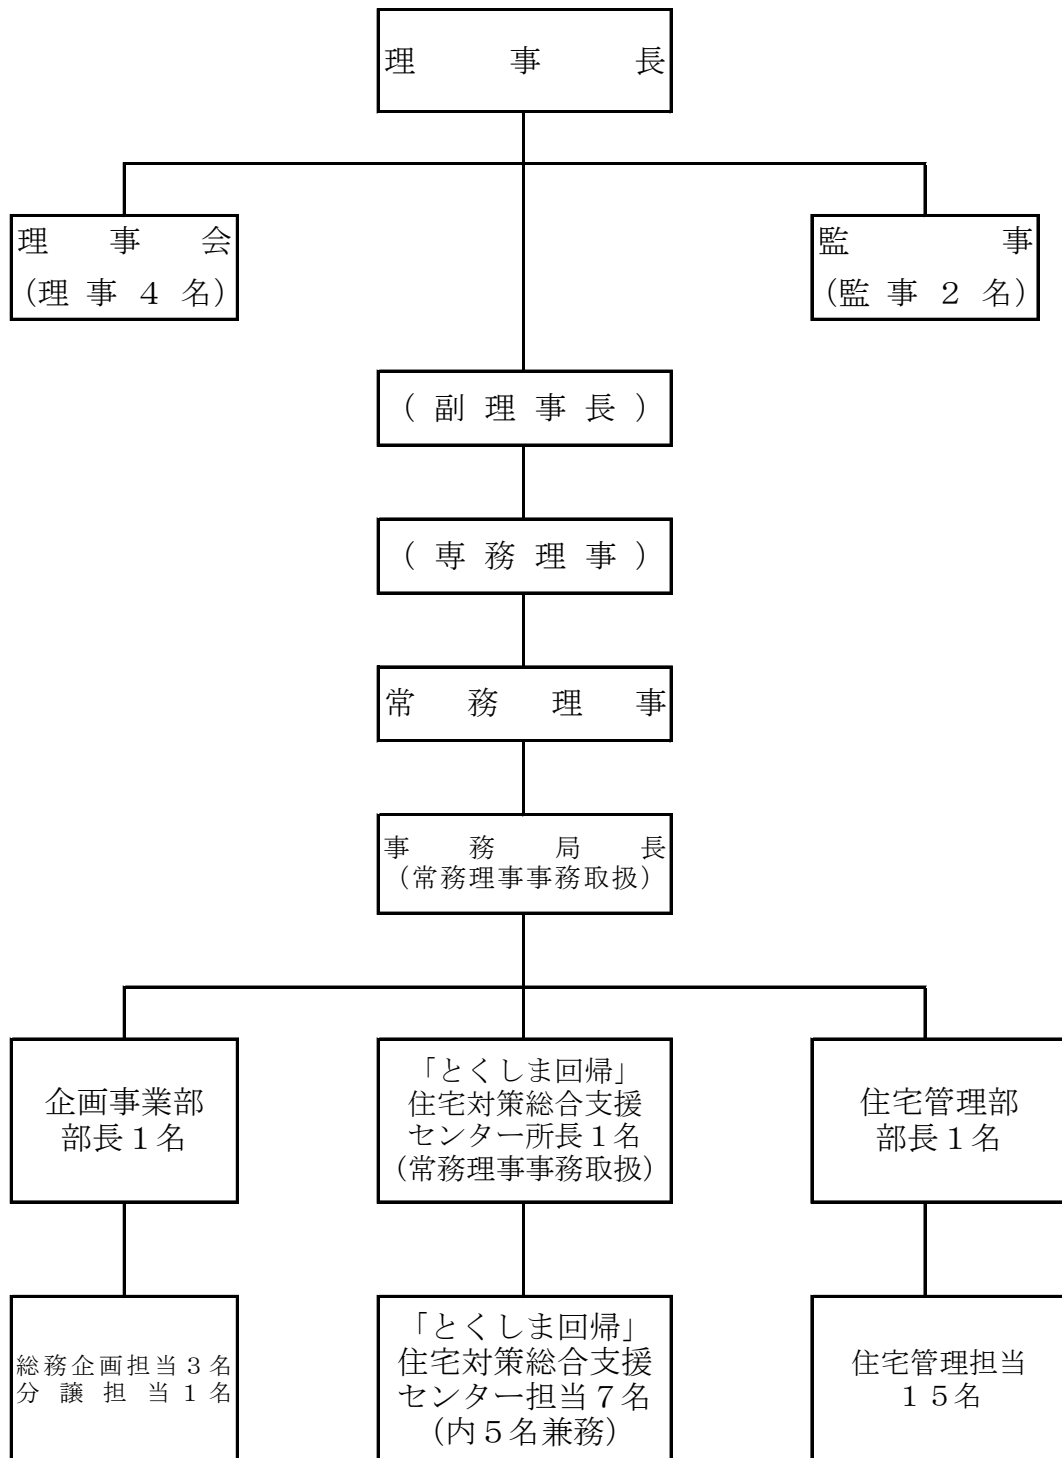 理事長
理事会
（理事４名）
監事
（監事２名）
（副理事長）
（専務理事）
常務理事
事務局長
（常務理事事務取扱）
企画事業部
部長１名
「とくしま回帰」
住宅対策総合支援
センター所長１名
（常務理事事務取扱）
住宅管理部
部長１名
総務企画担当３名
分譲担当１名
「とくしま回帰」
住宅対策総合支援
センター担当７名
（内５名兼務）
住宅管理担当
１５名